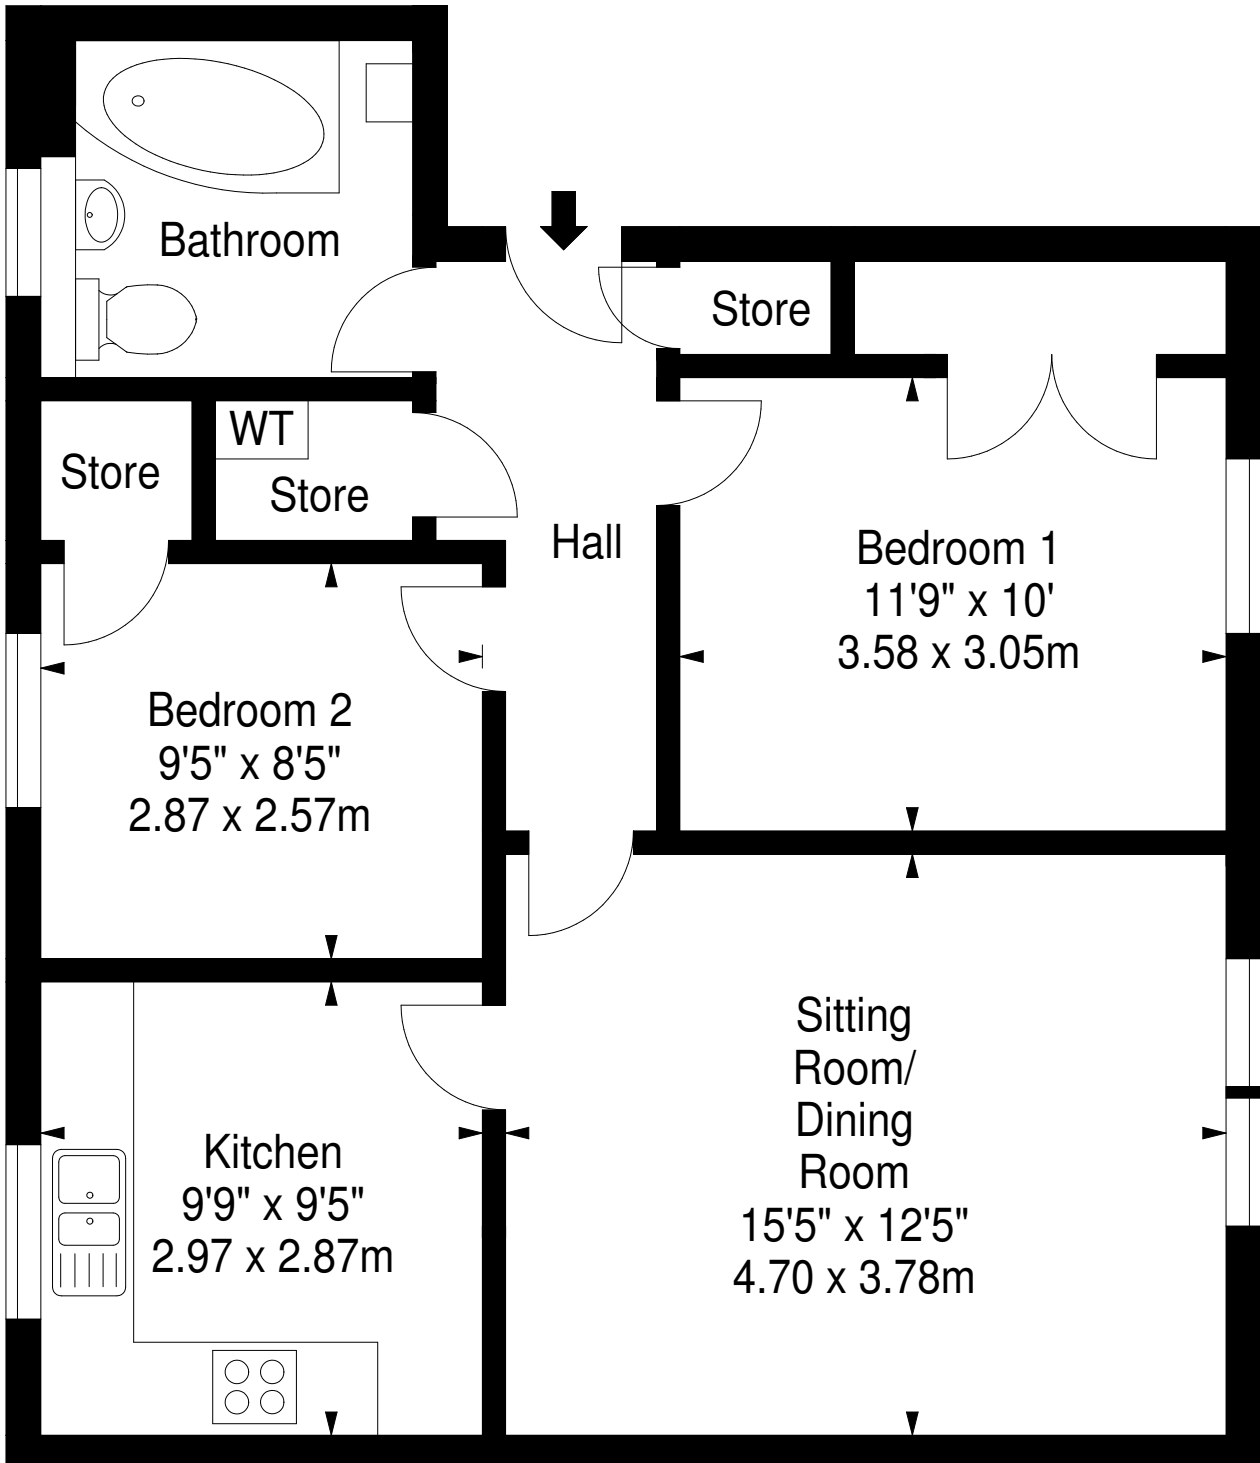 Bathroom
Store
WT
Store
Store
Hall
Bedroom 1
11'9" x 10'
3.58 x 3.05m
Bedroom 2
9'5" x 8'5"
2.87 x 2.57m
Sitting
Room/
Dining
Room
15'5" x 12'5"
4.70 x 3.78m
Kitchen
9'9" x 9'5"
2.97 x 2.87m